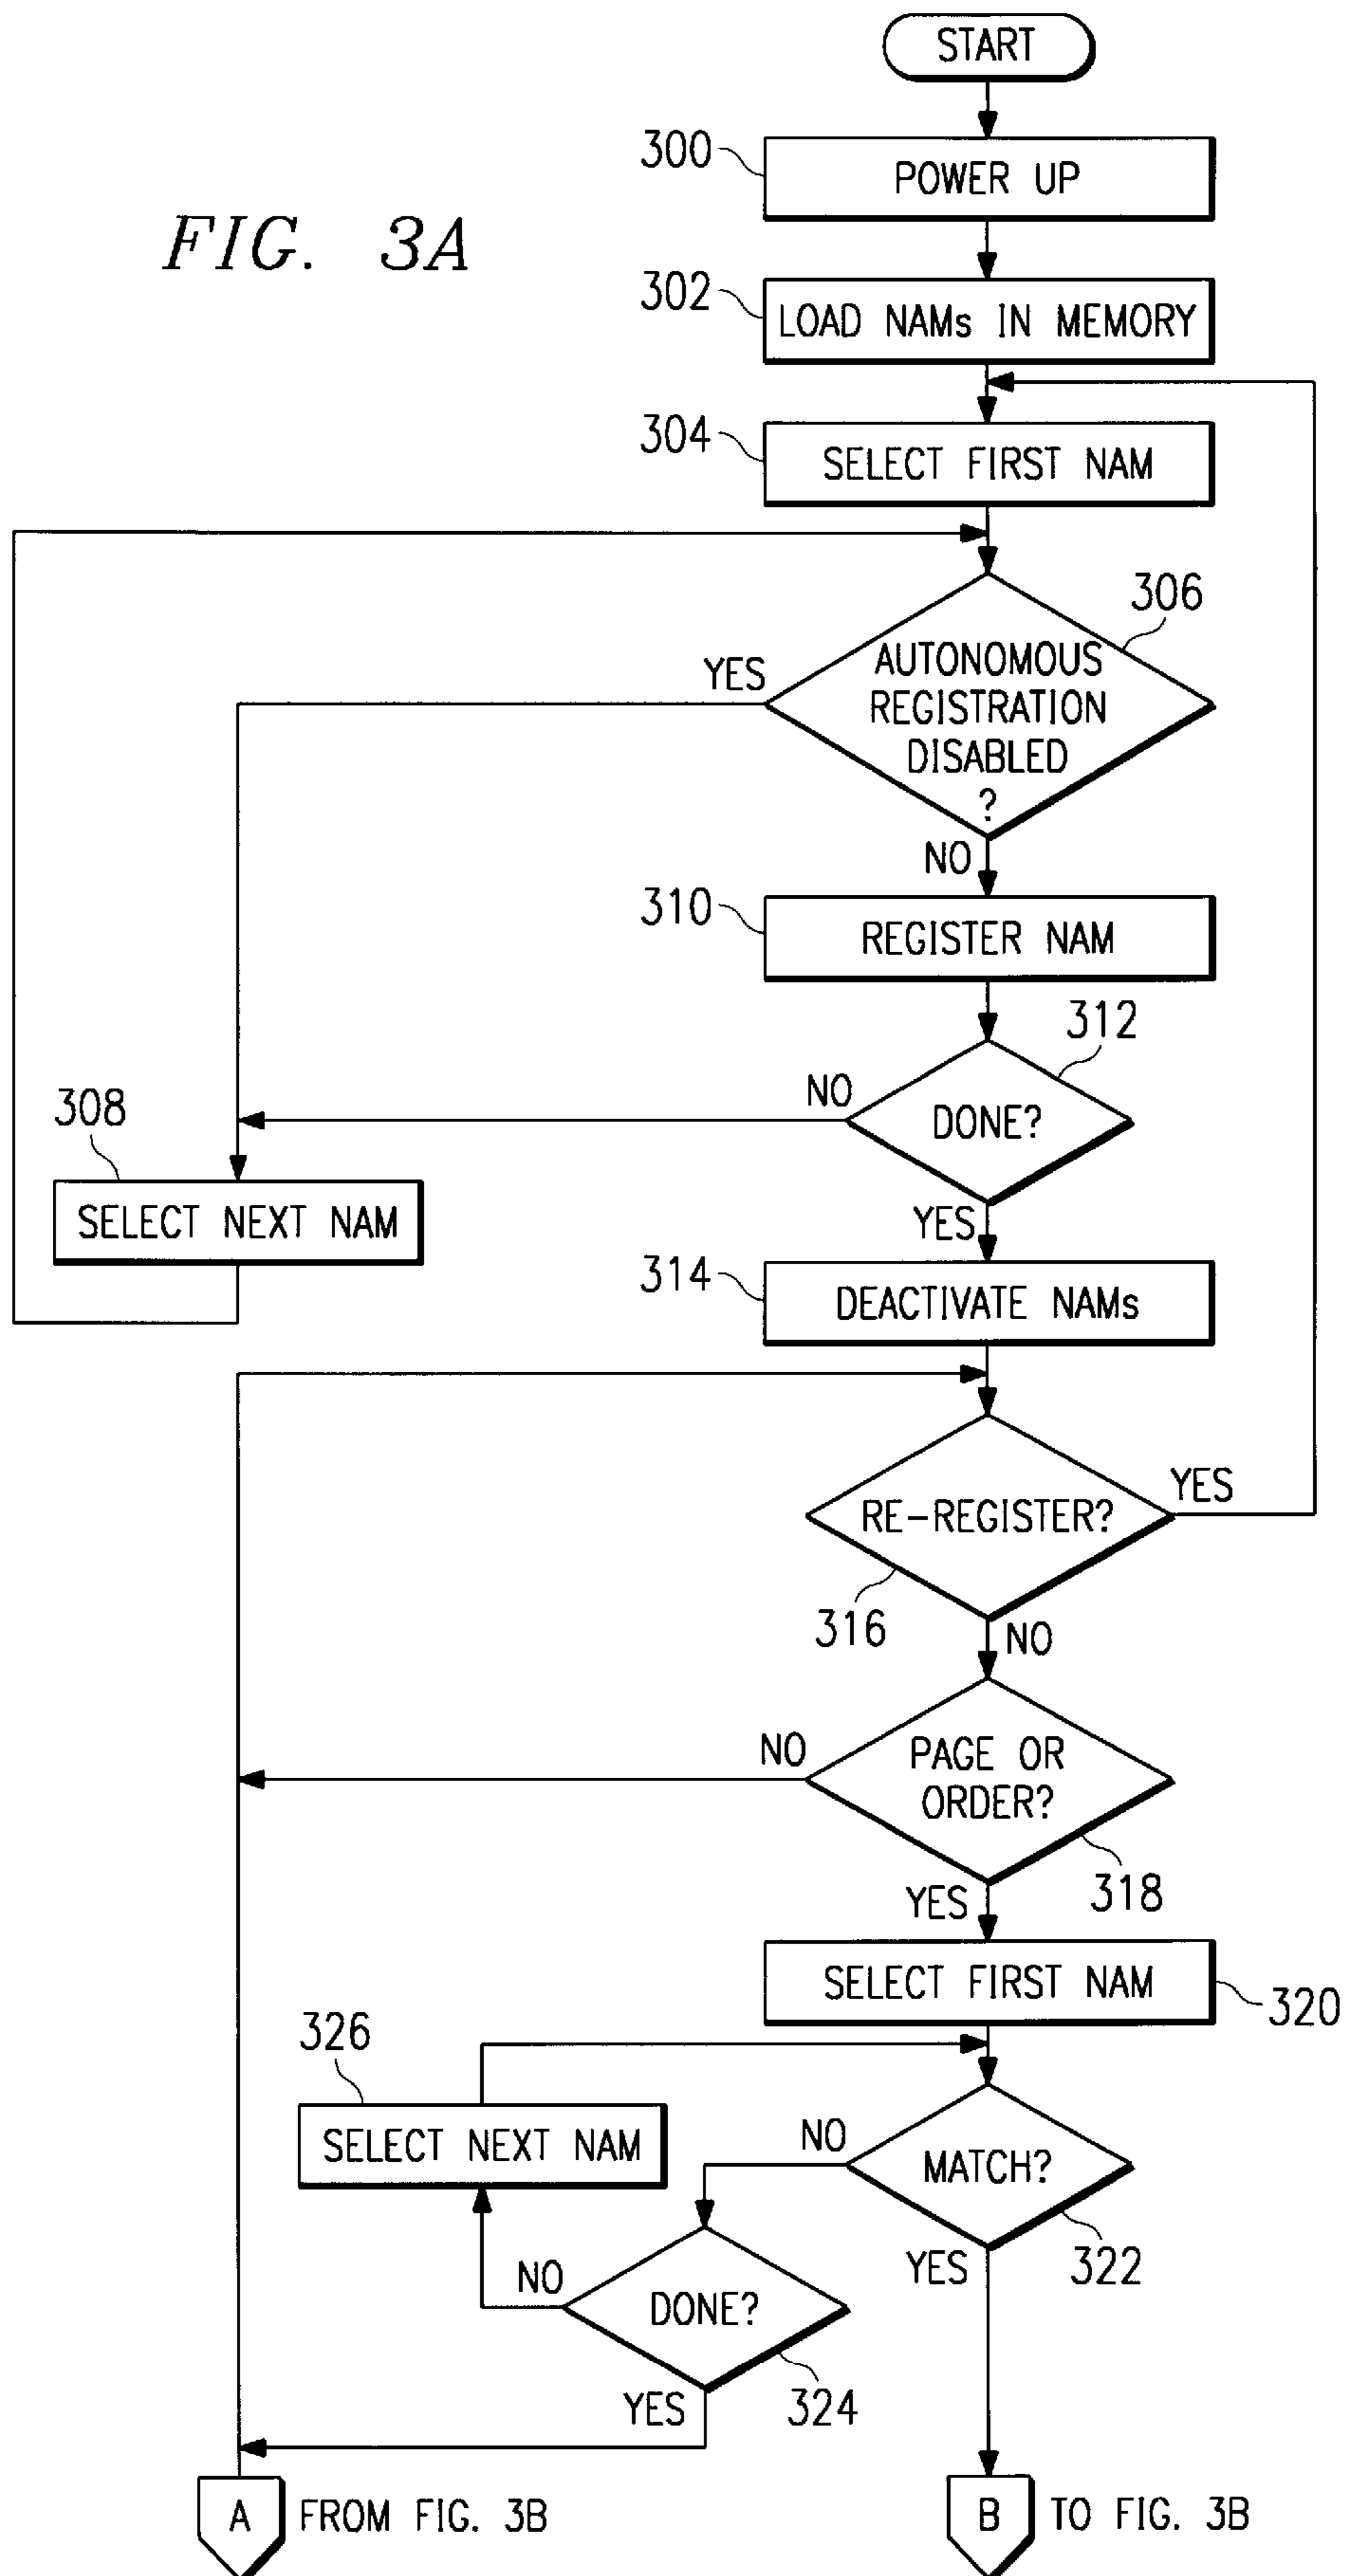 START
300
POWER UP
FIG. 3A
302
LOAD NAMs IN MEMORY
304
SELECT FIRST NAM
306
YES
AUTONOMOUS
REGISTRATION
DISABLED
?
NO
310
REGISTER NAM
312
NO
DONE?
308
SELECT NEXT NAM
YES
314
DEACTIVATE NAMs
RE-REGISTER?
YES
316
NO
NO
PAGE OR
ORDER?
318
YES
SELECT FIRST NAM
320
326
SELECT NEXT NAM
NO
MATCH?
322
YES
NO
DONE?
324
YES
A
FROM FIG. 3B
B
TO FIG. 3B